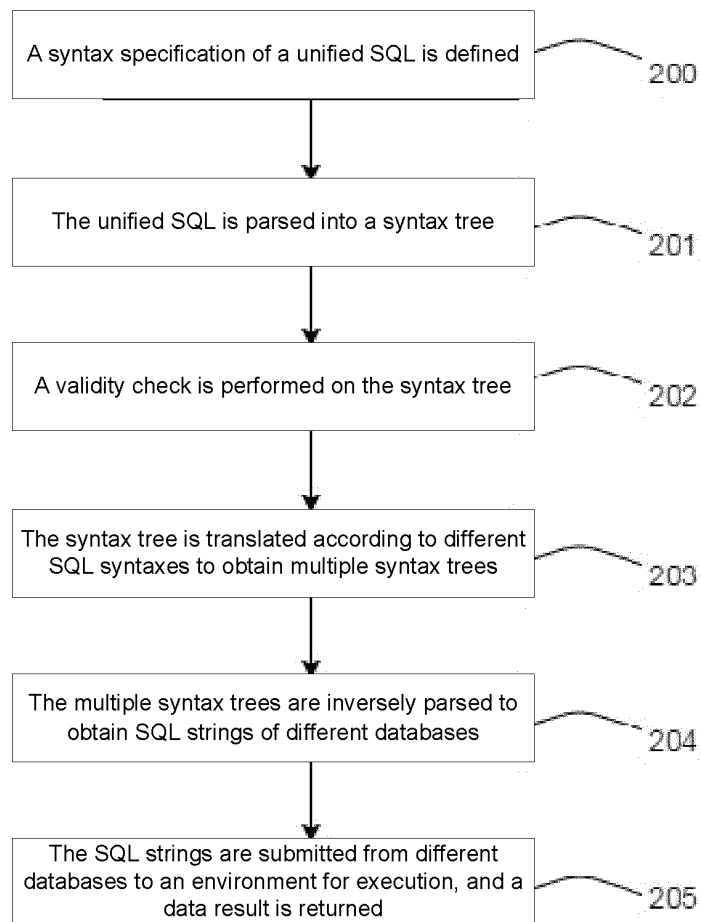 A syntax specification of a unified SQL is defined
200
The unified SQL is parsed into a syntax tree
201
A validity check is performed on the syntax tree
202
The syntax tree is translated according to different
SQL syntaxes to obtain multiple syntax trees
203
The multiple syntax trees are inversely parsed to
obtain SQL strings of different databases
204
The SQL strings are submitted from different
databases to an environment for execution, and a
data result is returned
205